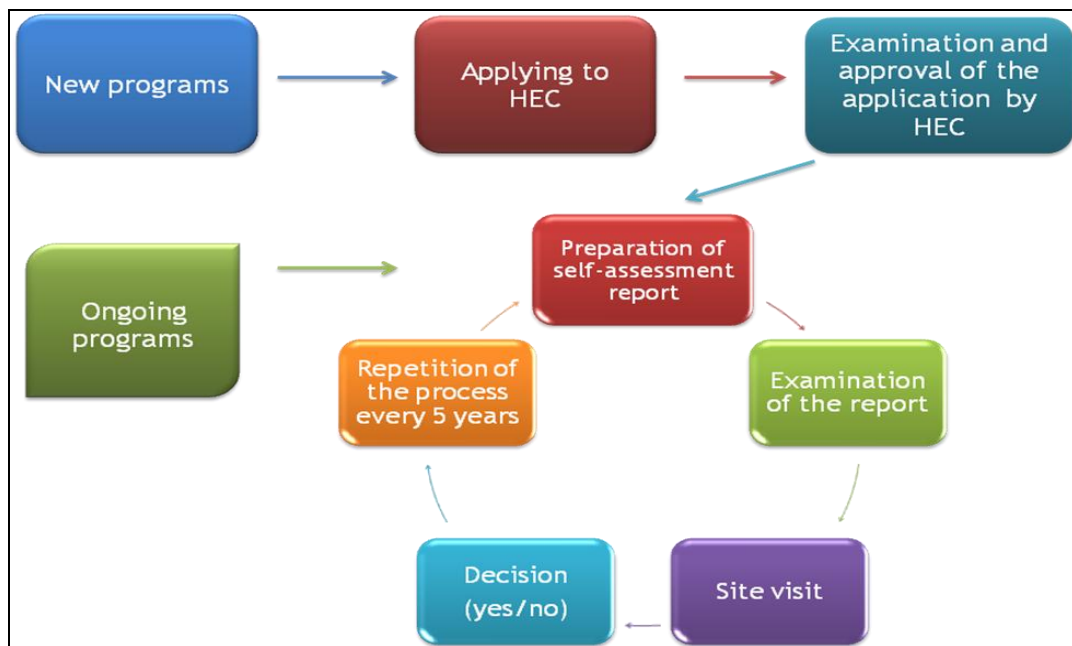 New programs
Applying to
HEC
Examination and
approval of the
application by
HEC
Ongoing
programs
Preparation of
self-assessment
report
Examination
of the report
Site visit
Decision
(yes/no)
Repetition of
the process
every 5 years